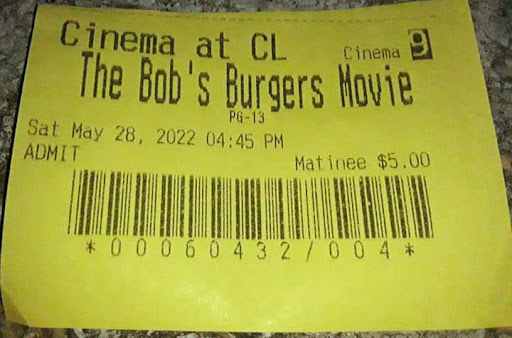 Cinema at CL
Cinema 9
The Bob's Burgers Movie
PG-13
Sat May 28, 2022 04:45 PM
ADMIT
Matinee $5.00
*00060432/004*